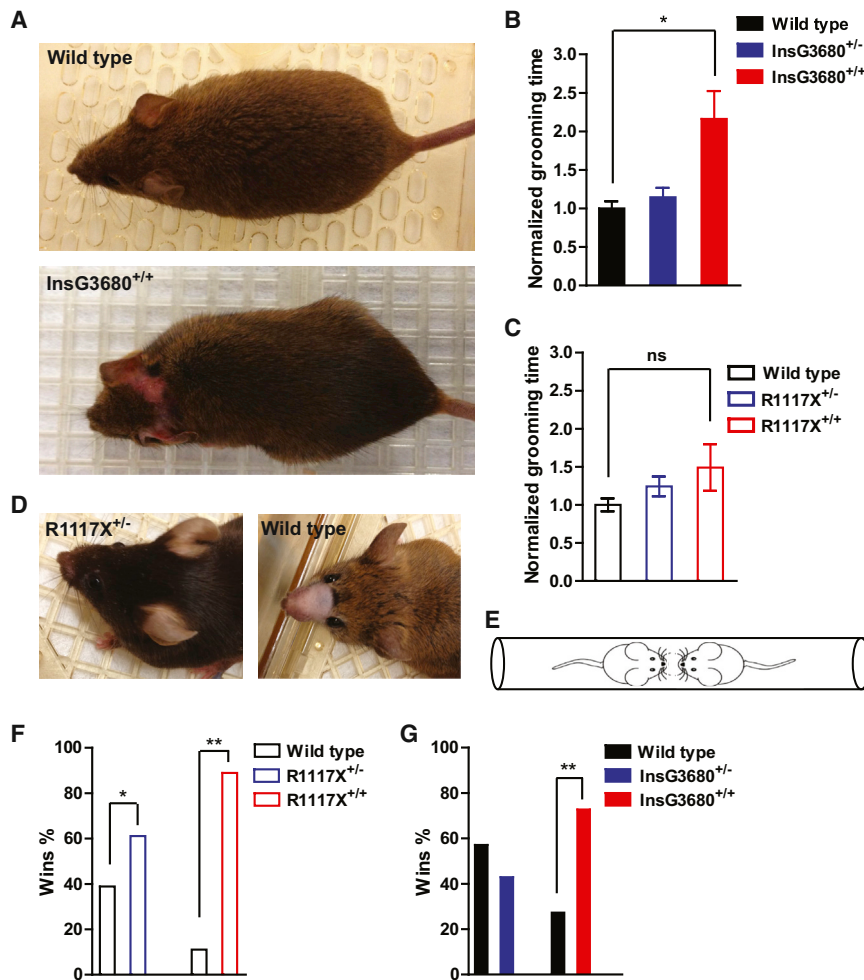 A
Wild type
InsG3680+/+
B
*
Wild type
InsG3680+/-
InsG3680+/+
Normalized grooming time
3.0
2.5
2.0
1.5
1.0
0.5
0.0
C
ns
Wild type
R1117X+/-
R1117X+/+
Normalized grooming time
3.0
2.5
2.0
1.5
1.0
0.5
0.0
D
R1117X+/-
Wild type
E
F
Wild type
R1117X+/-
R1117X+/+
*
**
Wins %
100
80
60
40
20
0
G
Wild type
InsG3680+/-
InsG3680+/+
**
Wins %
100
80
60
40
20
0